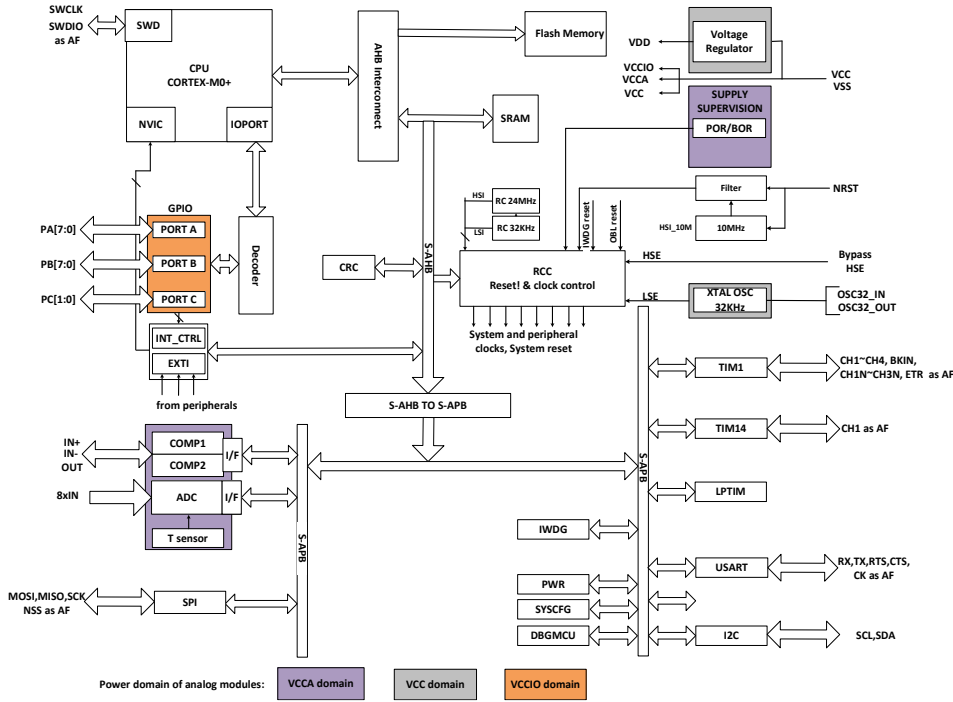 SWCLK
SWDIO
as AF
SWD
CPU
CORTEX-M0+
NVIC
IOPORT
AHB Interconnect
Flash Memory
SRAM
VDD
VCCIO
VCCA
VCC
Voltage
Regulator
VCC
VSS
SUPPLY
SUPERVISION
POR/BOR
Filter
NRST
HSI_10M
10MHz
GPIO
PORT A
PORT B
PORT C
PA[7:0]
PB[7:0]
PC[1:0]
Decoder
INT_CTRL
EXTI
from peripherals
CRC
S-AHB
HSI
RC 24MHz
LSI
RC 32KHz
IWDG reset
OBL reset
RCC
Reset! & clock control
HSE
Bypass
HSE
LSE
XTAL OSC
32KHz
OSC32_IN
OSC32_OUT
System and peripheral
clocks, System reset
S-AHB TO S-APB
IN+
IN-
OUT
COMP1
COMP2
I/F
8xIN
ADC
I/F
T sensor
S-APB
MOSI,MISO,SCK
NSS as AF
SPI
S-APB
TIM1
CH1~CH4, BKIN,
CH1N~CH3N, ETR as AF
TIM14
CH1 as AF
LPTIM
IWDG
USART
RX,TX,RTS,CTS,
CK as AF
PWR
SYSCFG
DBGMCU
I2C
SCL,SDA
Power domain of analog modules:
VCCA domain
VCC domain
VCCIO domain